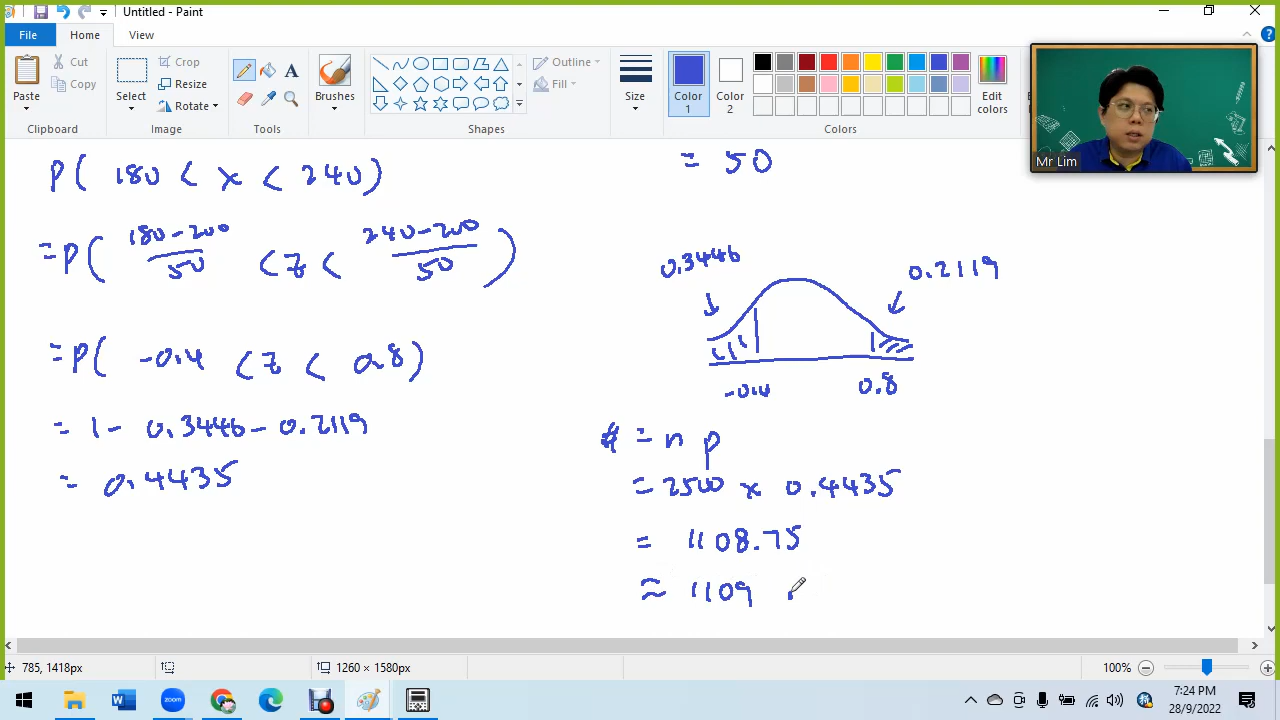 Untitled - Paint
File Home View
Paste
Cut
Copy
Clipboard
Select
Crop
Resize
Rotate
Image
A
Tools
Brushes
Outline
Fill
Shapes
Size
Color 1
Color 2
Edit colors
Colors
Mr Lim
P( 180 < x < 240 )
= P( 180-200 / 50 < z < 240-200 / 50 )
= P( -0.4 < z < 0.8 )
= 1 - 0.3446 - 0.2119
= 0.4435
= 50
0.3446
0.2119
-0.4
0.8
# = n p
= 2500 x 0.4435
= 1108.75
≈ 1109
785, 1418px
1260 × 1580px
100%
7:24 PM
28/9/2022